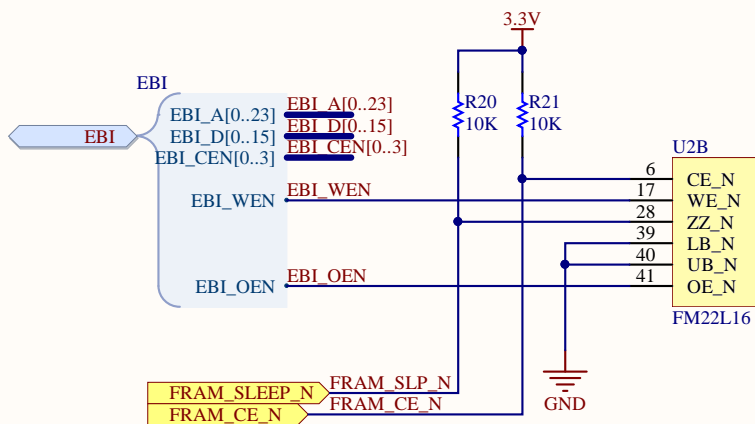 3.3V
EBI
R20
10K
R21
10K
EBI
EBI_A[0..23]
EBI_A[0..23]
EBI_D[0..15]
EBI_D[0..15]
EBI_CEN[0..3]
EBI_CEN[0..3]
EBI_WEN
EBI_WEN
EBI_OEN
EBI_OEN
U2B
6
CE_N
17
WE_N
28
ZZ_N
39
LB_N
40
UB_N
41
OE_N
FM22L16
FRAM_SLEEP_N
FRAM_SLP_N
FRAM_CE_N
FRAM_CE_N
GND